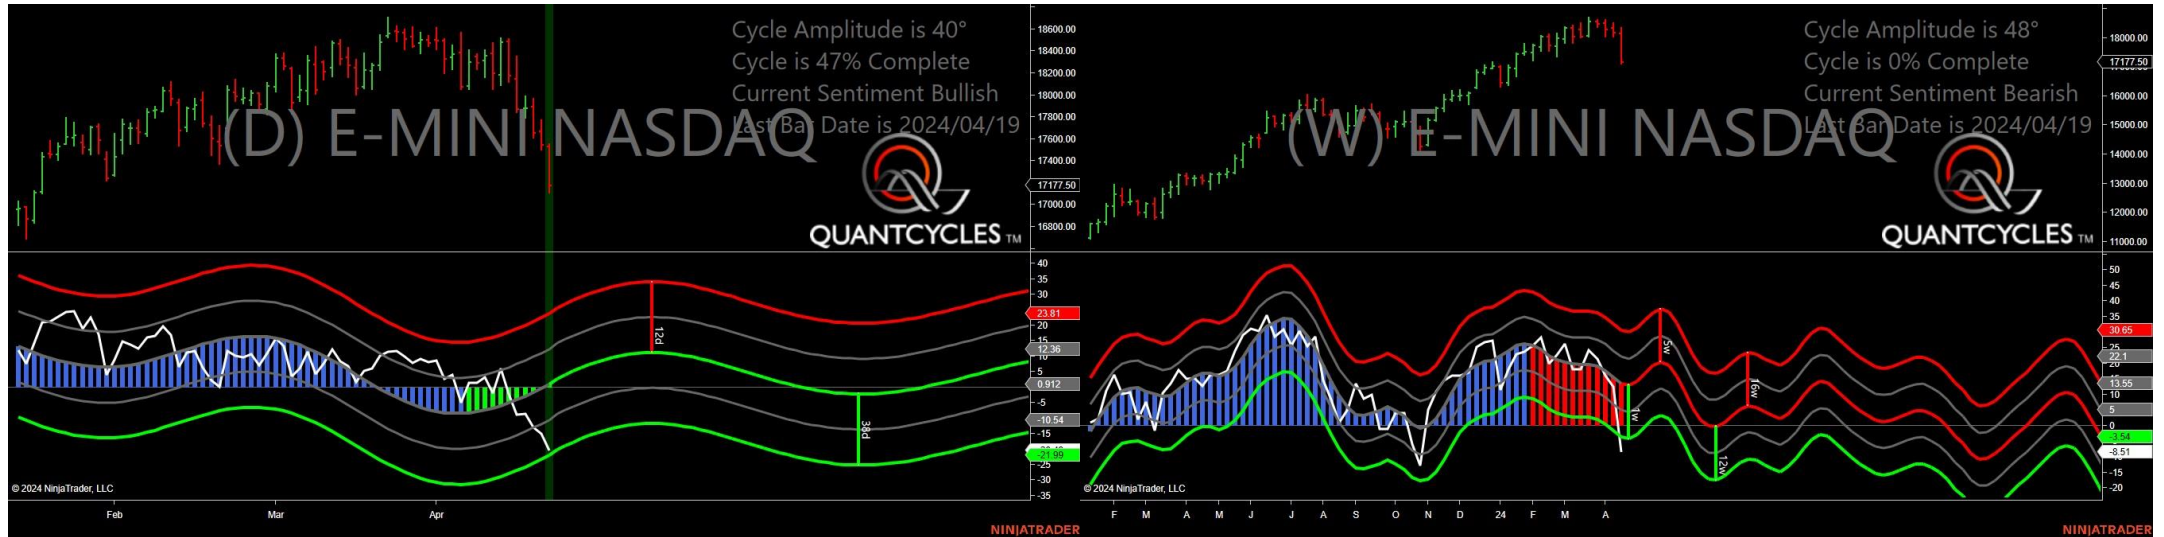 Cycle Amplitude is 40°
Cycle is 47% Complete
Current Sentiment Bullish
Last Bar Date is 2024/04/19
(D) E-MINI NASDAQ
QUANTCYCLES TM
18600.00
18400.00
18200.00
18000.00
17800.00
17600.00
17400.00
17177.50
17000.00
16800.00
40
35
30
23.81
20
15
12.36
5
0.912
-5
-10.54
-15
-21.99
-25
-30
-35
12d
38d
© 2024 NinjaTrader, LLC
Feb
Mar
Apr
NINJATRADER
Cycle Amplitude is 48°
Cycle is 0% Complete
Current Sentiment Bearish
Last Bar Date is 2024/04/19
(W) E-MINI NASDAQ
QUANTCYCLES TM
18000.00
17177.50
16000.00
15000.00
14000.00
13000.00
12000.00
11000.00
50
45
40
35
30.65
25
22.1
13.55
5
0
-3.54
-8.51
-15
-20
5w
16w
1w
12w
© 2024 NinjaTrader, LLC
F M A M J J A S O N D 24 F M A
NINJATRADER